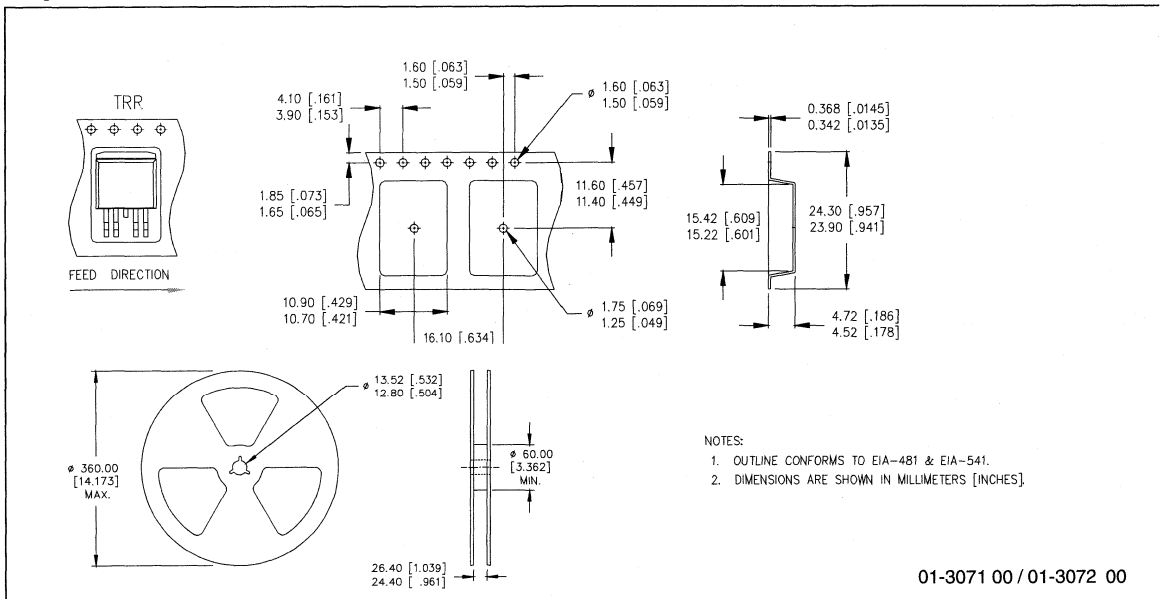 TRR
FEED DIRECTION
1.60 [.063]
1.50 [.059]
4.10 [.161]
3.90 [.153]
ø 1.60 [.063]
1.50 [.059]
1.85 [.073]
1.65 [.065]
11.60 [.457]
11.40 [.449]
10.90 [.429]
10.70 [.421]
16.10 [.634]
ø 1.75 [.069]
1.25 [.049]
0.368 [.0145]
0.342 [.0135]
15.42 [.609]
15.22 [.601]
24.30 [.957]
23.90 [.941]
4.72 [.186]
4.52 [.178]
ø 360.00
[14.173]
MAX.
ø 13.52 [.532]
12.80 [.504]
ø 60.00
[3.362]
MIN.
26.40 [1.039]
24.40 [ .961]
NOTES:
1. OUTLINE CONFORMS TO EIA-481 & EIA-541.
2. DIMENSIONS ARE SHOWN IN MILLIMETERS [INCHES].
01-3071 00 / 01-3072 00